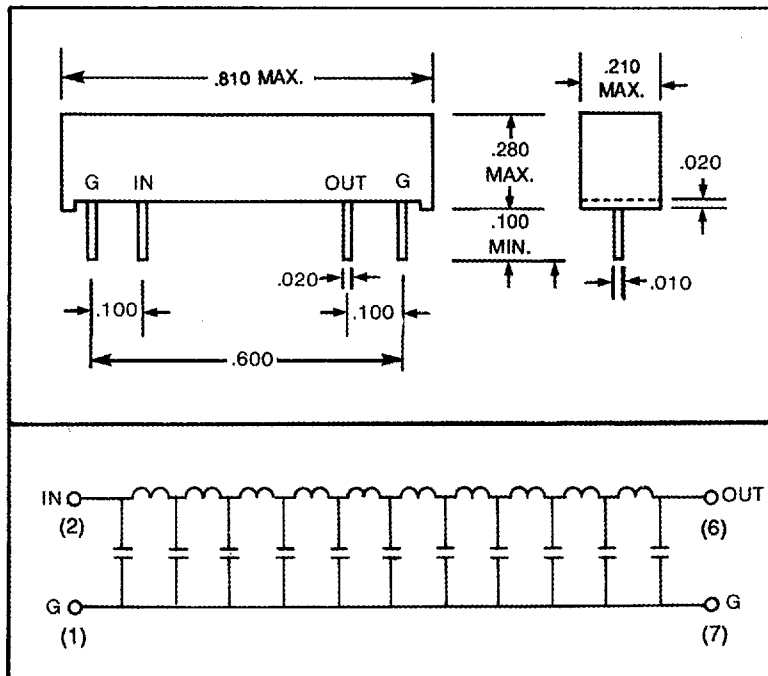 .810 MAX.
.210
MAX.
.280
MAX.
.020
G IN OUT G
.100
MIN.
.020
.010
.100 .100
.600
IN OUT
(2) (6)
G G
(1) (7)